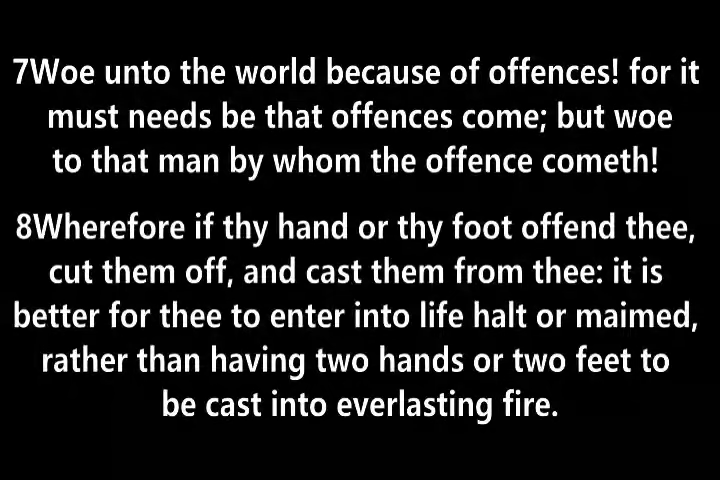 7Woe unto the world because of offences! for it
must needs be that offences come; but woe
to that man by whom the offence cometh!
8Wherefore if thy hand or thy foot offend thee,
cut them off, and cast them from thee: it is
better for thee to enter into life halt or maimed,
rather than having two hands or two feet to
be cast into everlasting fire.